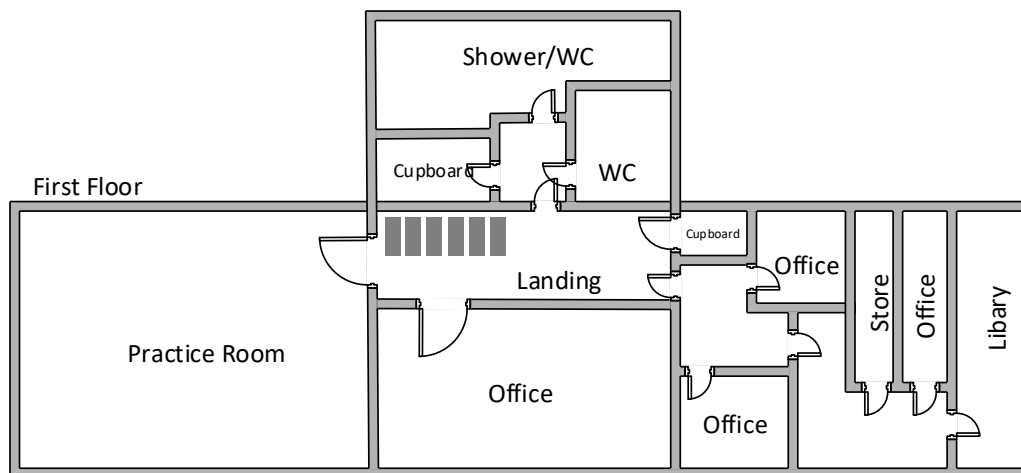 Shower/WC
Cupboard
WC
First Floor
Cupboard
Office
Landing
Store
Office
Libary
Practice Room
Office
Office